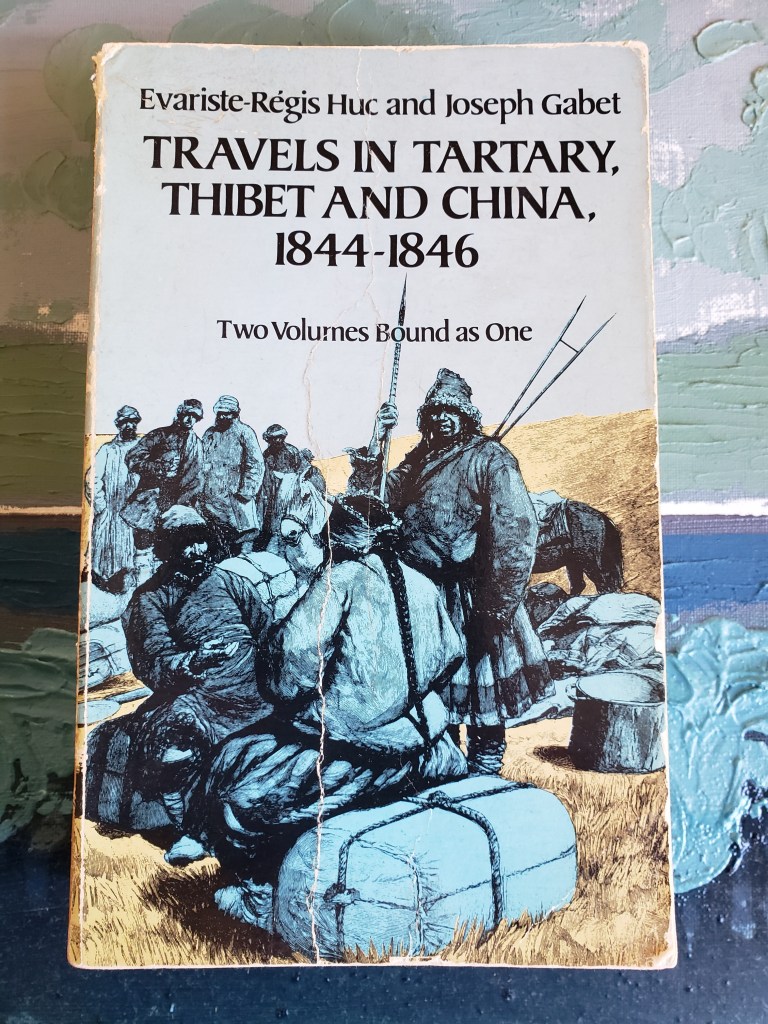 Evariste-Régis Huc and Joseph Gabet
TRAVELS IN TARTARY,
THIBET AND CHINA,
1844-1846
Two Volumes Bound as One